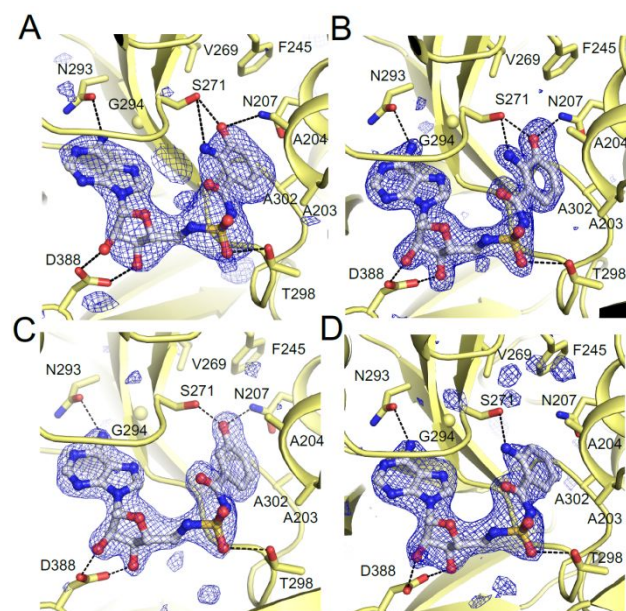 A
V269
F245
N293
S271
N207
G294
A204
A302
A203
D388
T298
B
V269
F245
N293
S271
N207
G294
A204
A302
A203
D388
T298
C
V269
F245
N293
S271
N207
G294
A204
A302
A203
D388
T298
D
V269
F245
N293
S271
N207
G294
A204
A302
A203
D388
T298